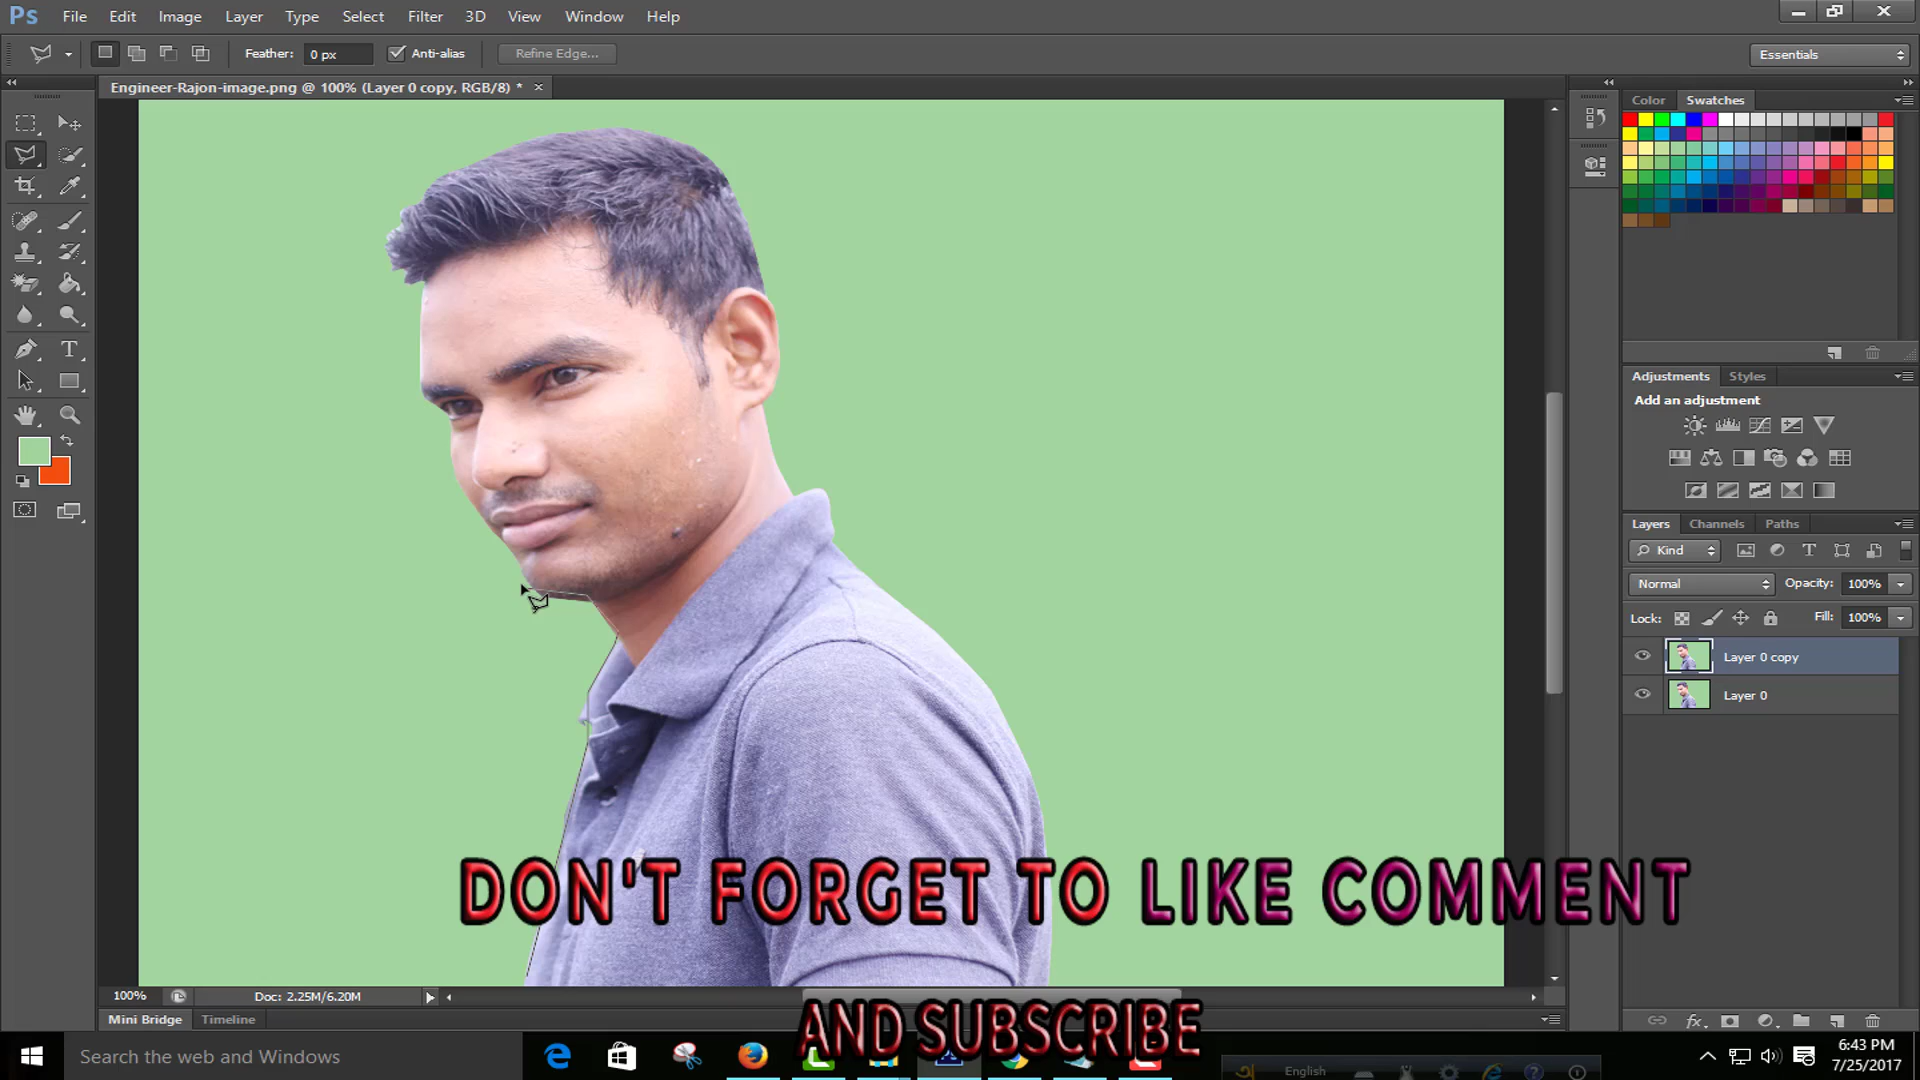 Ps File Edit Image Layer Type Select Filter 3D View Window Help
Feather: 0 px Anti-alias Refine Edge... Essentials
Engineer-Rajon-image.png @ 100% (Layer 0 copy, RGB/8) * ×
Color Swatches
Adjustments Styles
Add an adjustment
Layers Channels Paths
Kind
Normal Opacity: 100%
Lock: Fill: 100%
Layer 0 copy
Layer 0
DON'T FORGET TO LIKE COMMENT
100% Doc: 2.25M/6.20M
Mini Bridge Timeline
AND SUBSCRIBE
Search the web and Windows
English
6:43 PM
7/25/2017